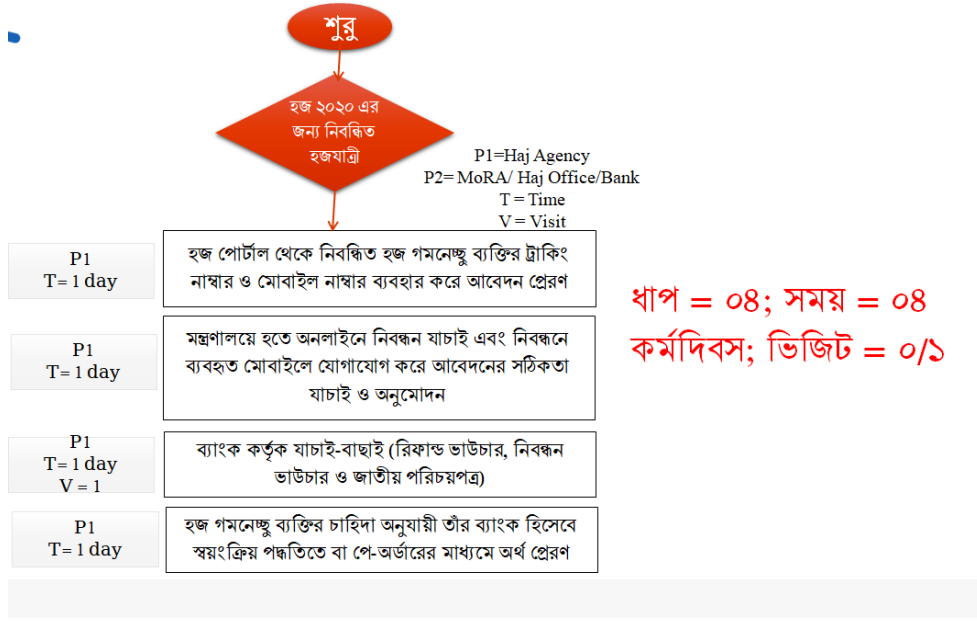 শুরু
হজ ২০২০ এর
জন্য নিবন্ধিত
হজযাত্রী
P1=Haj Agency
P2= MoRA/ Haj Office/Bank
T = Time
V = Visit
P1
T= 1 day
হজ পোর্টাল থেকে নিবন্ধিত হজ গমনেচ্ছু ব্যক্তির ট্রাকিং
নাম্বার ও মোবাইল নাম্বার ব্যবহার করে আবেদন প্রেরণ
P1
T= 1 day
মন্ত্রণালয়ে হতে অনলাইনে নিবন্ধন যাচাই এবং নিবন্ধনে
ব্যবহৃত মোবাইলে যোগাযোগ করে আবেদনের সঠিকতা
যাচাই ও অনুমোদন
P1
T= 1 day
V = 1
ব্যাংক কর্তৃক যাচাই-বাছাই (রিফান্ড ভাউচার, নিবন্ধন
ভাউচার ও জাতীয় পরিচয়পত্র)
P1
T= 1 day
হজ গমনেচ্ছু ব্যক্তির চাহিদা অনুযায়ী তাঁর ব্যাংক হিসেবে
স্বয়ংক্রিয় পদ্ধতিতে বা পে-অর্ডারের মাধ্যমে অর্থ প্রেরণ
ধাপ = ০৪; সময় = ০৪
কর্মদিবস; ভিজিট = ০/১